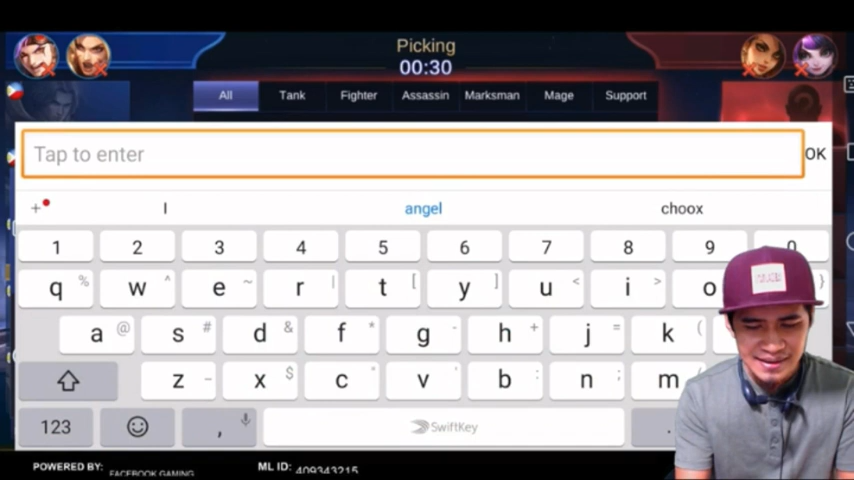 Picking
00:30
All Tank Fighter Assassin Marksman Mage Support
Tap to enter OK
+ I angel choox
1 2 3 4 5 6 7 8 9 0
q % w ^ e ~ r | t [ y ] u < i > o }
a @ s # d & f * g - h + j = k (
z _ x $ c " v ' b : n ; m /
123 , SwiftKey .
POWERED BY: FACEBOOK GAMING ML ID: 409343215